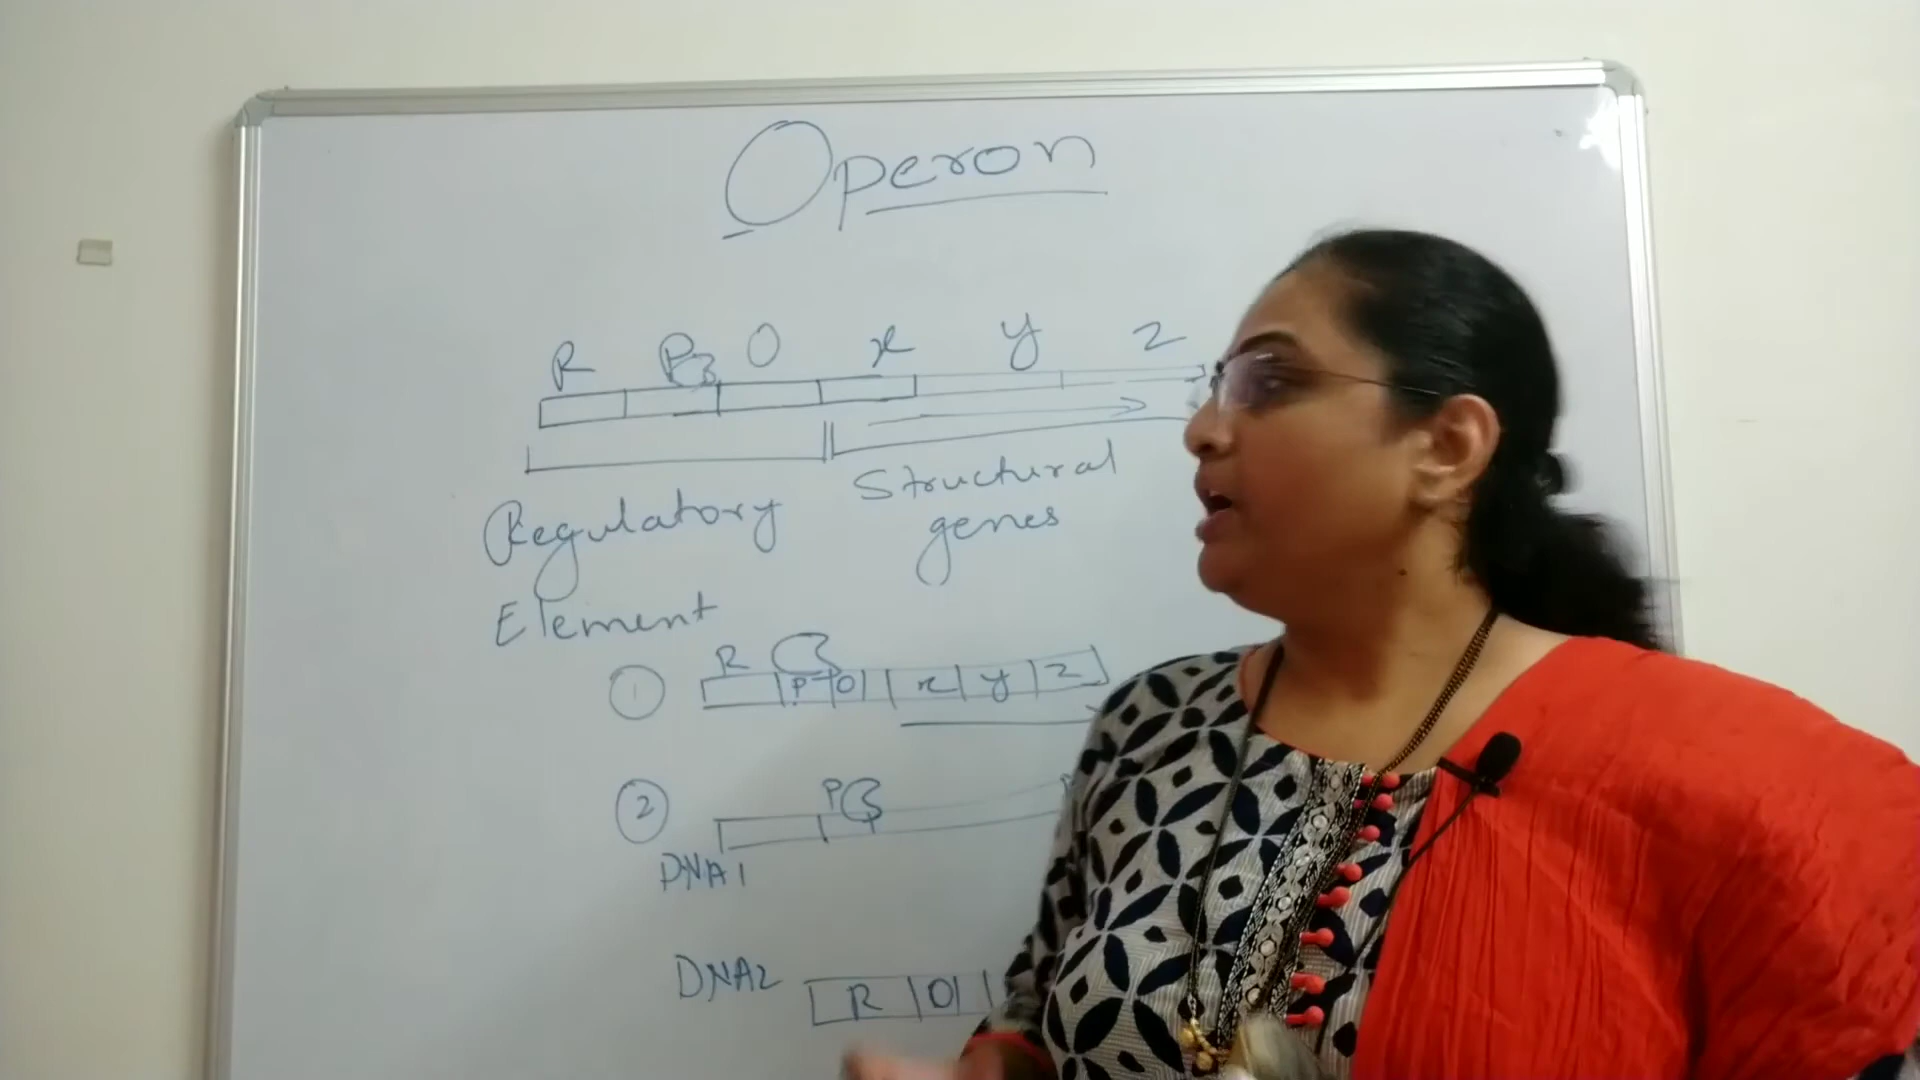 Operon
R P O x y z
Regulatory
Element
Structural
genes
R
1 P O x y z
2 P
DNA1
DNA2 R O